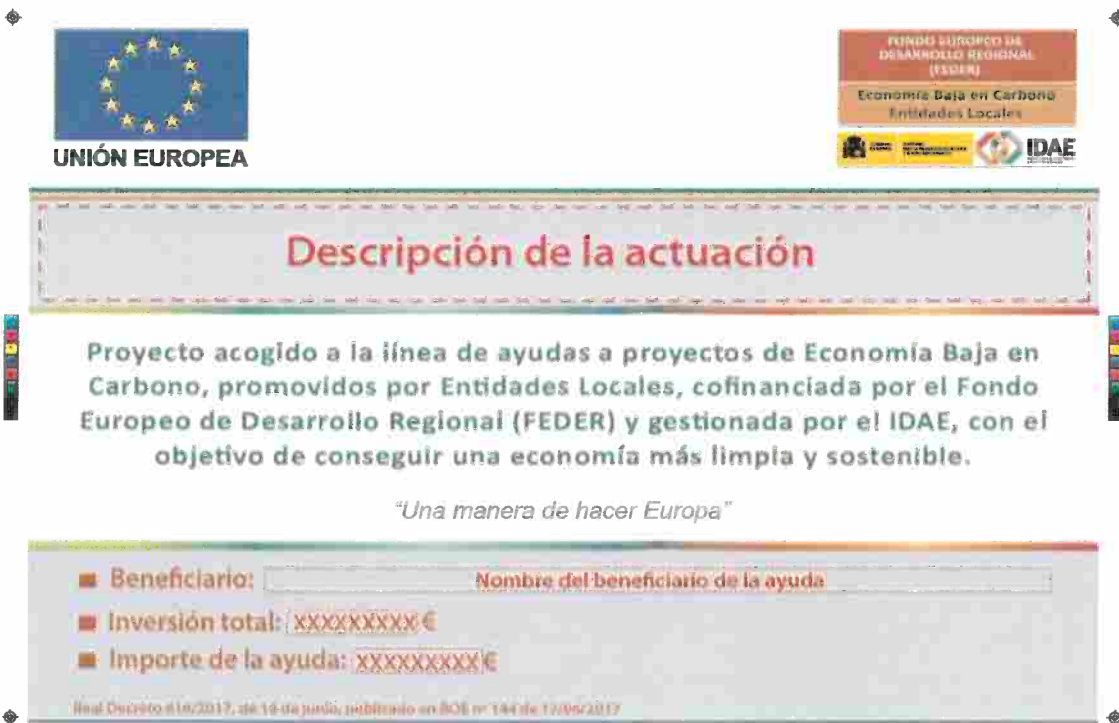 UNIÓN EUROPEA
FONDO EUROPEO DE
DESARROLLO REGIONAL
(FEDER)
Economía Baja en Carbono
Entidades Locales
IDAE
Descripción de la actuación
Proyecto acogido a la línea de ayudas a proyectos de Economía Baja en
Carbono, promovidos por Entidades Locales, cofinanciada por el Fondo
Europeo de Desarrollo Regional (FEDER) y gestionada por el IDAE, con el
objetivo de conseguir una economía más limpia y sostenible.
"Una manera de hacer Europa"
Beneficiario: Nombre del beneficiario de la ayuda
Inversión total: XXXXXXXXX €
Importe de la ayuda: XXXXXXXXX €
Real Decreto 616/2017, de 16 de junio, publicado en BOE nº 144 de 17/06/2017